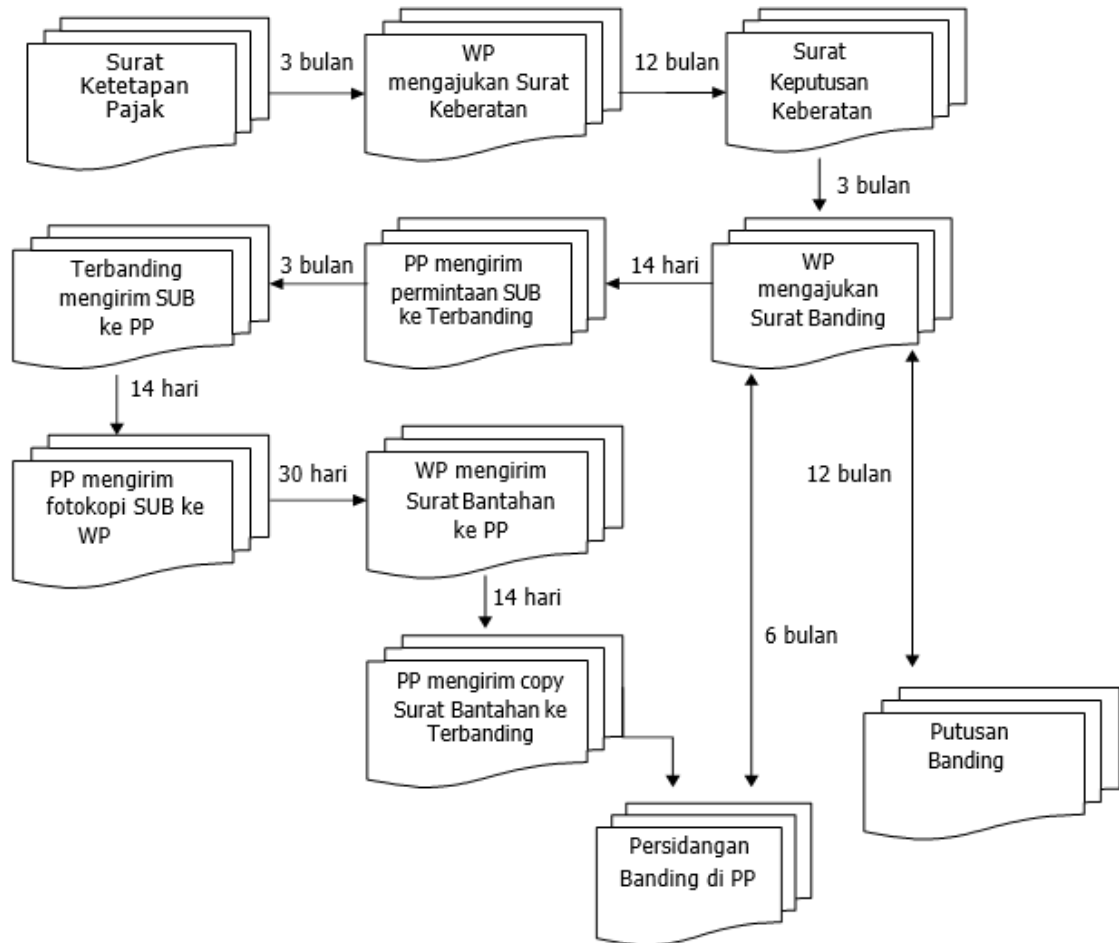 Surat
Ketetapan
Pajak
3 bulan
WP
mengajukan Surat
Keberatan
12 bulan
Surat
Keputusan
Keberatan
3 bulan
WP
mengajukan
Surat Banding
14 hari
PP mengirim
permintaan SUB
ke Terbanding
3 bulan
Terbanding
mengirim SUB
ke PP
14 hari
PP mengirim
fotokopi SUB ke
WP
30 hari
WP mengirim
Surat Bantahan
ke PP
14 hari
PP mengirim copy
Surat Bantahan ke
Terbanding
6 bulan
12 bulan
Persidangan
Banding di PP
Putusan
Banding